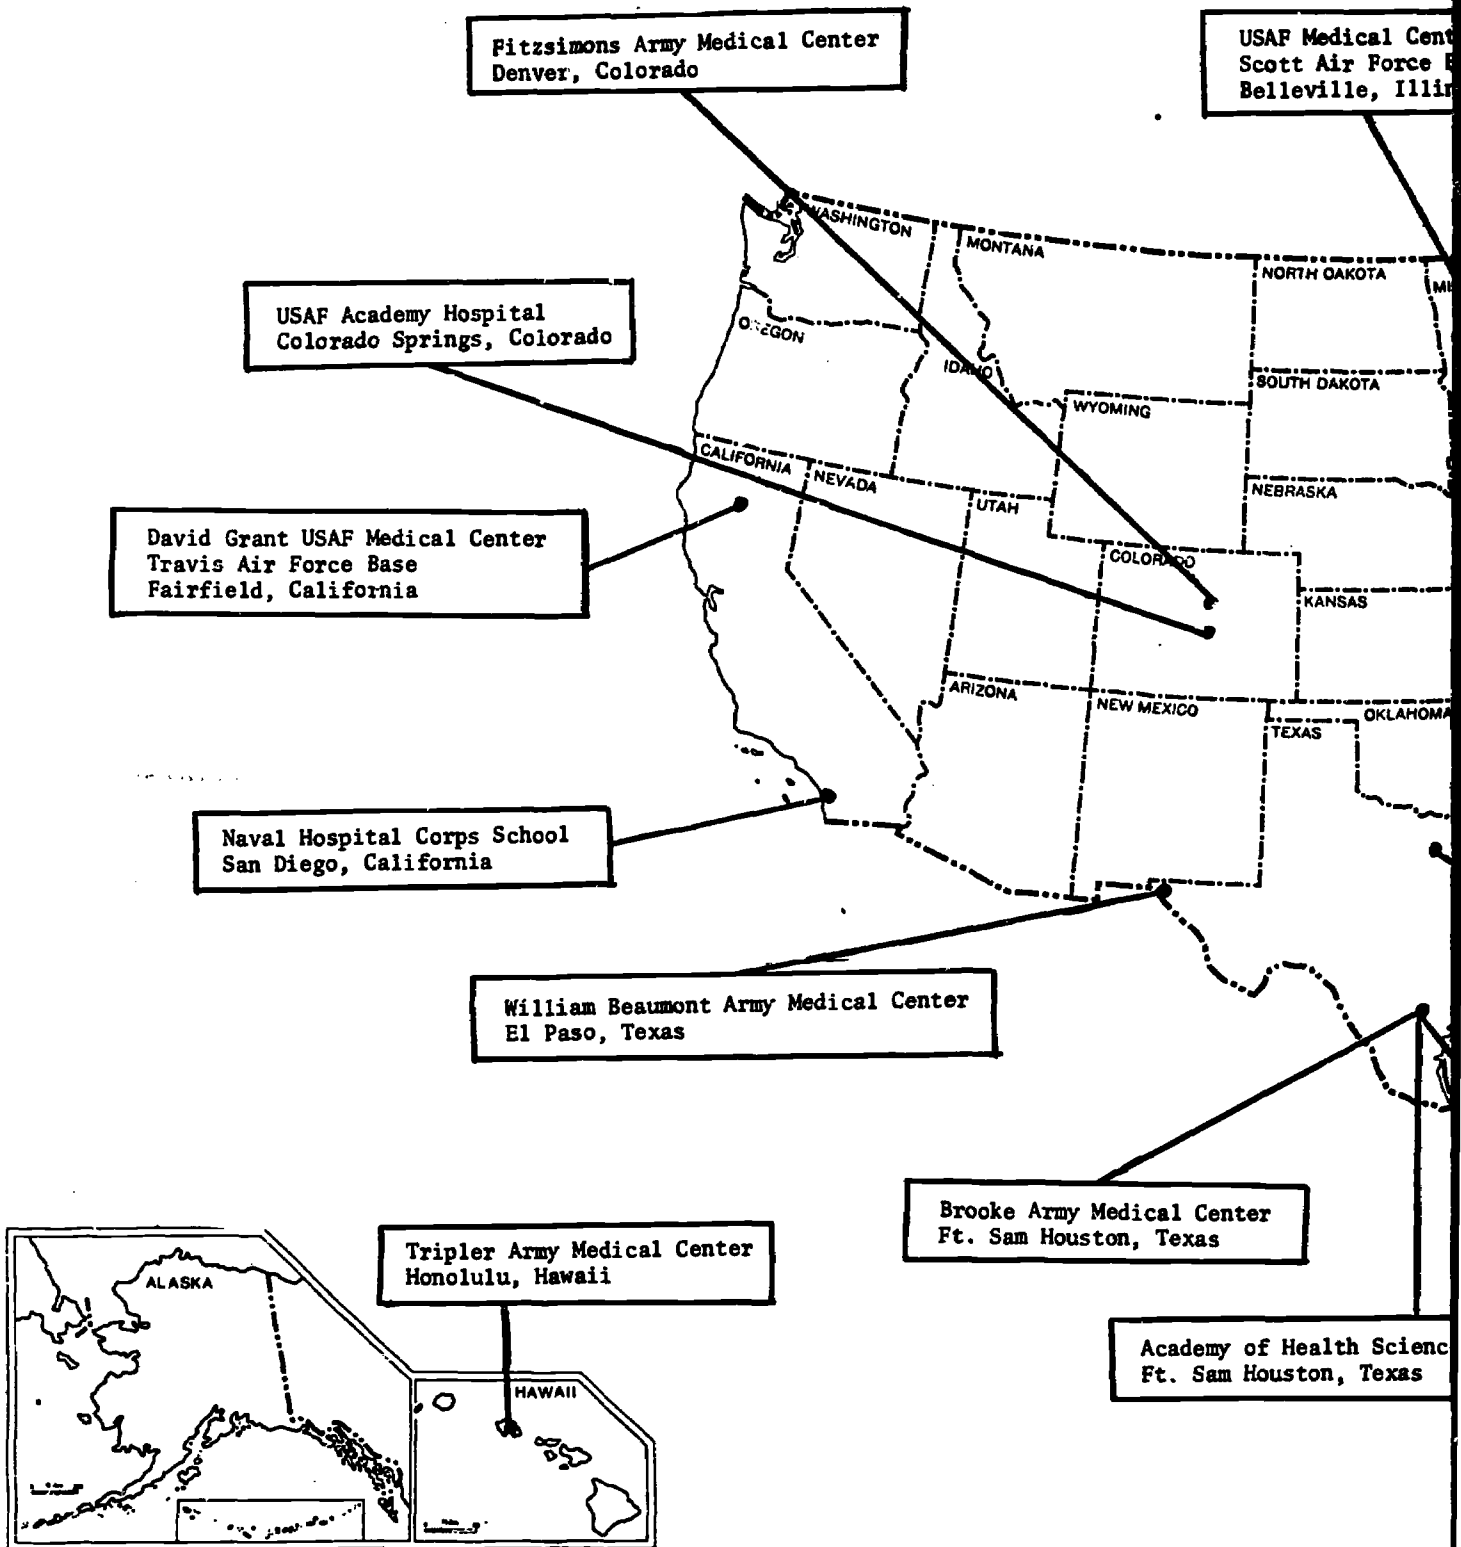 Fitzsimons Army Medical Center
Denver, Colorado
USAF Medical Cent
Scott Air Force B
Belleville, Illin
WASHINGTON
MONTANA
NORTH DAKOTA
MI
USAF Academy Hospital
Colorado Springs, Colorado
OREGON
IDAHO
SOUTH DAKOTA
WYOMING
CALIFORNIA
NEVADA
UTAH
NEBRASKA
David Grant USAF Medical Center
Travis Air Force Base
Fairfield, California
COLORADO
KANSAS
ARIZONA
NEW MEXICO
OKLAHOMA
TEXAS
Naval Hospital Corps School
San Diego, California
William Beaumont Army Medical Center
El Paso, Texas
Brooke Army Medical Center
Ft. Sam Houston, Texas
Tripler Army Medical Center
Honolulu, Hawaii
ALASKA
Academy of Health Scienc
Ft. Sam Houston, Texas
HAWAII